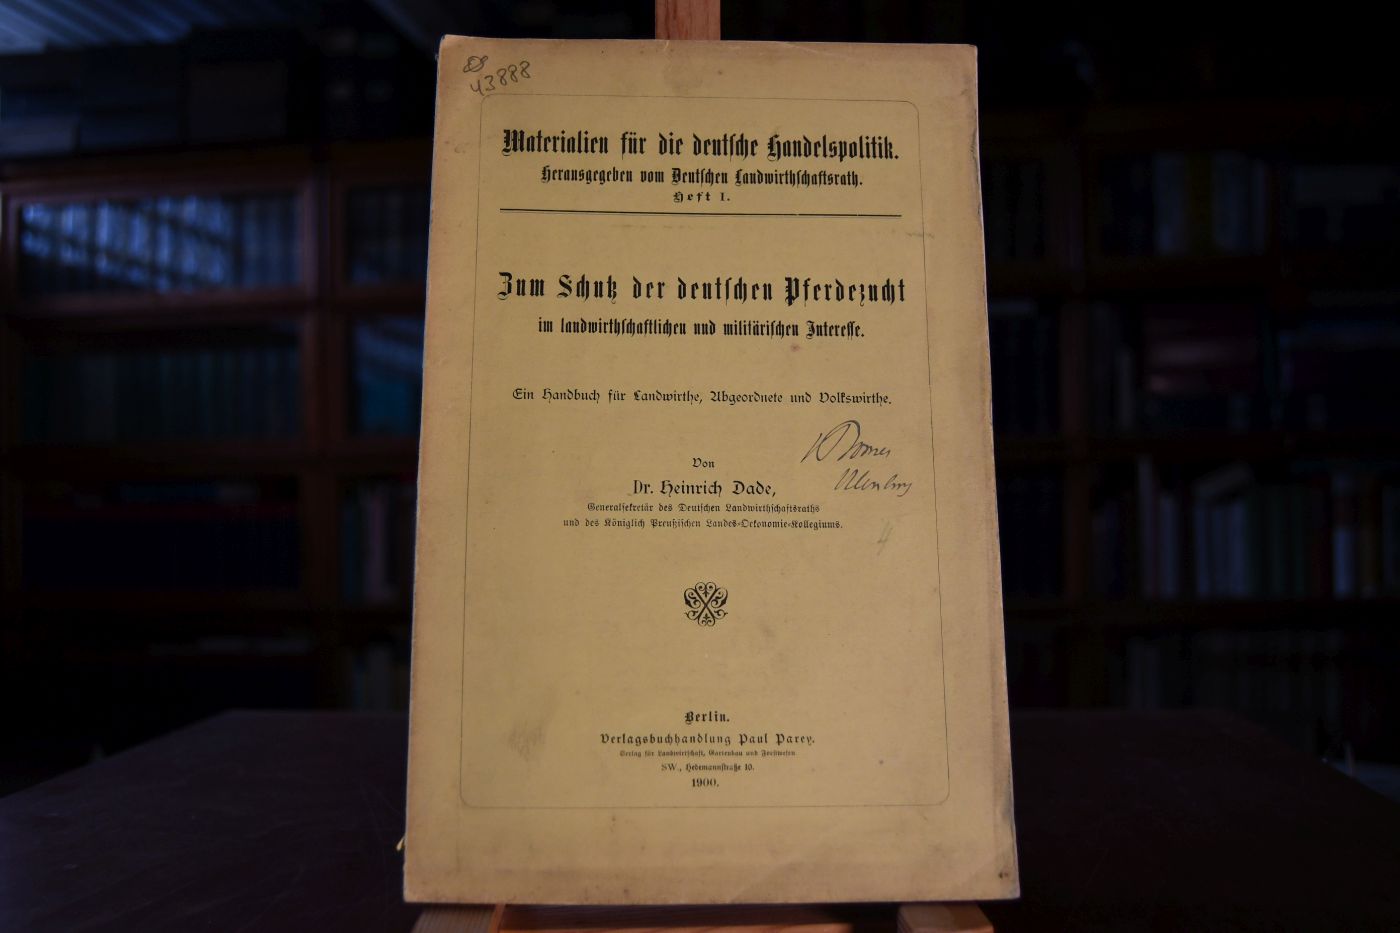 43888
Materialien für die deutsche Handelspolitik.
Herausgegeben vom Deutschen Landwirthschaftsrath.
Heft I.
Zum Schutz der deutschen Pferdezucht
im landwirthschaftlichen und militärischen Interesse.
Ein Handbuch für Landwirthe, Abgeordnete und Volkswirthe.
Von
Dr. Heinrich Dade,
Generalsekretär des Deutschen Landwirthschaftsraths
und des Königlich Preußischen Landes-Oekonomie-Kollegiums.
4
Berlin.
Verlagsbuchhandlung Paul Parey.
Verlag für Landwirtschaft, Gartenbau und Forstwesen
SW., Hedemannstraße 10.
1900.